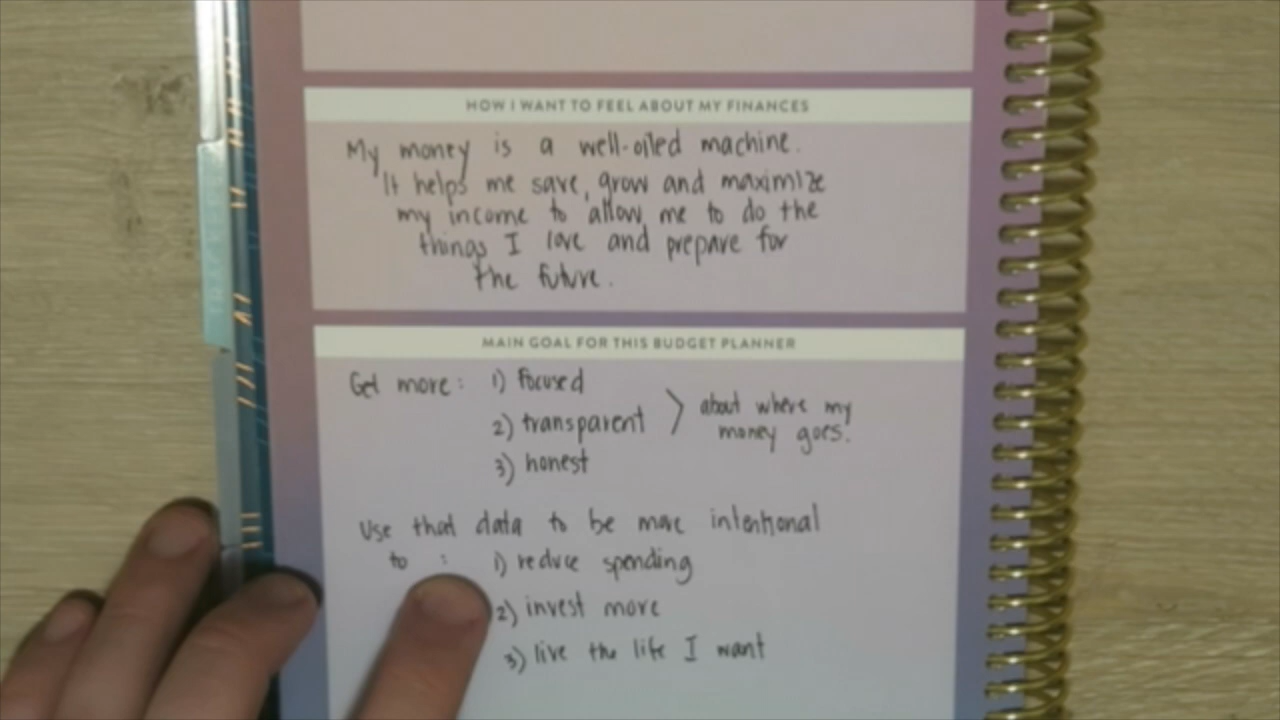 HOW I WANT TO FEEL ABOUT MY FINANCES
My money is a well-oiled machine.
It helps me save, grow and maximize
my income to allow me to do the
things I love and prepare for
the future.
MAIN GOAL FOR THIS BUDGET PLANNER
Get more: 1) focused
2) transparent > about where my
money goes.
3) honest
Use that data to be more intentional
to : 1) reduce spending
2) invest more
3) live the life I want